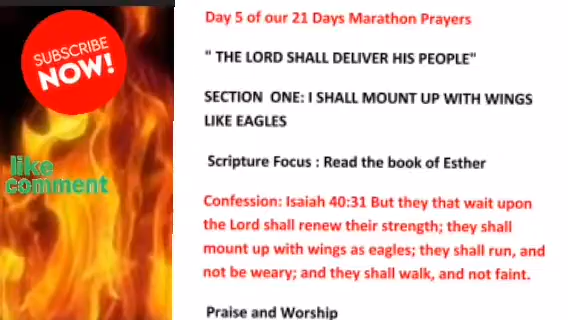 SUBSCRIBE
NOW!
like
comment
Day 5 of our 21 Days Marathon Prayers
" THE LORD SHALL DELIVER HIS PEOPLE"
SECTION ONE: I SHALL MOUNT UP WITH WINGS
LIKE EAGLES
Scripture Focus : Read the book of Esther
Confession: Isaiah 40:31 But they that wait upon
the Lord shall renew their strength; they shall
mount up with wings as eagles; they shall run, and
not be weary; and they shall walk, and not faint.
Praise and Worship